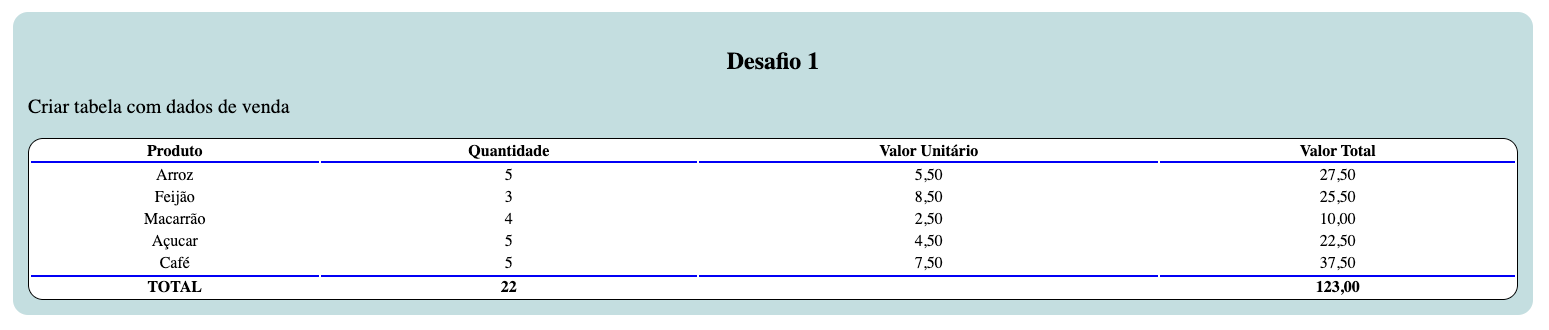 Desafio 1
Criar tabela com dados de venda
Produto Quantidade Valor Unitário Valor Total
Arroz 5 5,50 27,50
Feijão 3 8,50 25,50
Macarrão 4 2,50 10,00
Açucar 5 4,50 22,50
Café 5 7,50 37,50
TOTAL 22 123,00